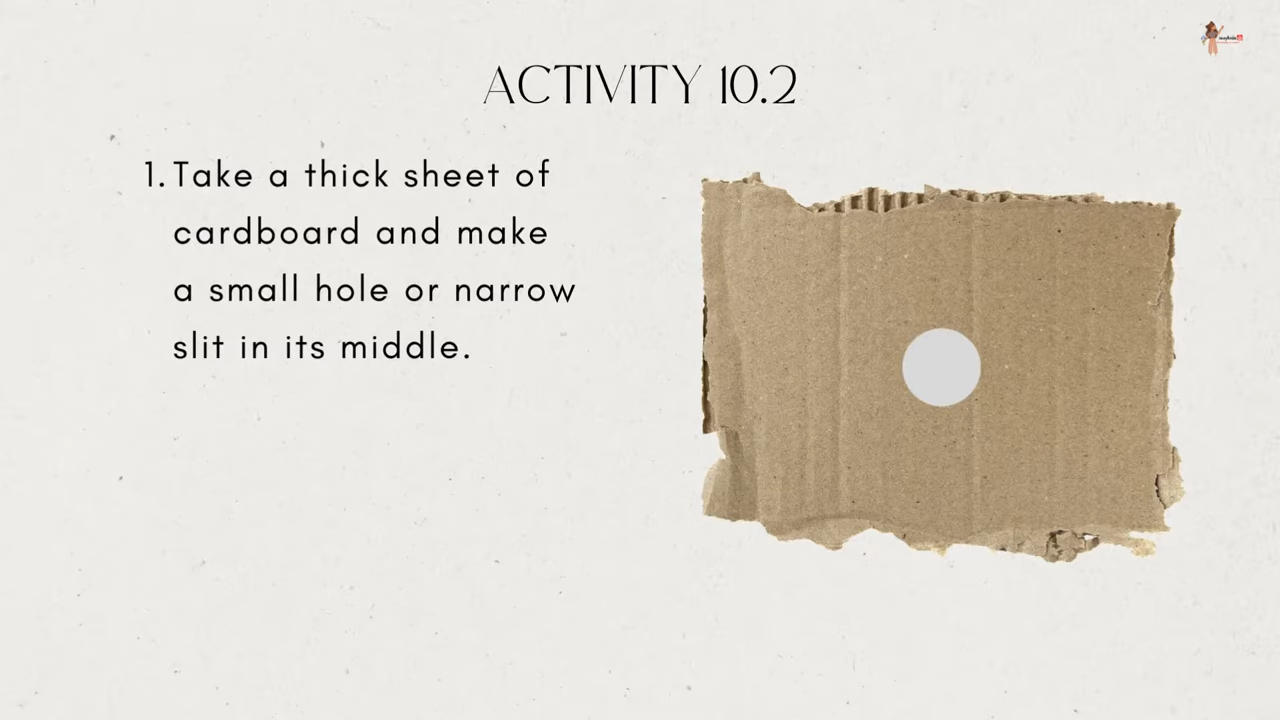 ACTIVITY 10.2
1. Take a thick sheet of
cardboard and make
a small hole or narrow
slit in its middle.